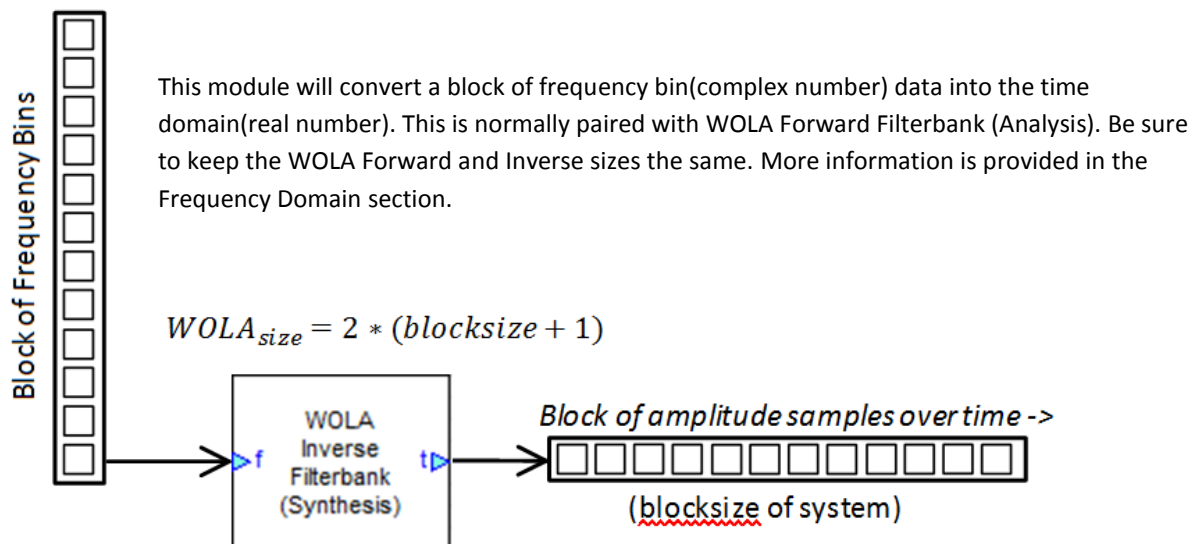 Block of Frequency Bins
This module will convert a block of frequency bin(complex number) data into the time
domain(real number). This is normally paired with WOLA Forward Filterbank (Analysis). Be sure
to keep the WOLA Forward and Inverse sizes the same. More information is provided in the
Frequency Domain section.
WOLA size = 2 * (blocksize + 1)
WOLA
Inverse
Filterbank
(Synthesis)
f
t
Block of amplitude samples over time ->
(blocksize of system)